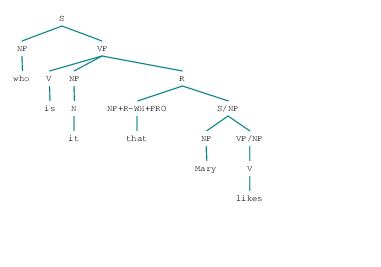 S
NP VP
who V NP R
is N NP+R-WH+PRO S/NP
it that NP VP/NP
Mary V
likes